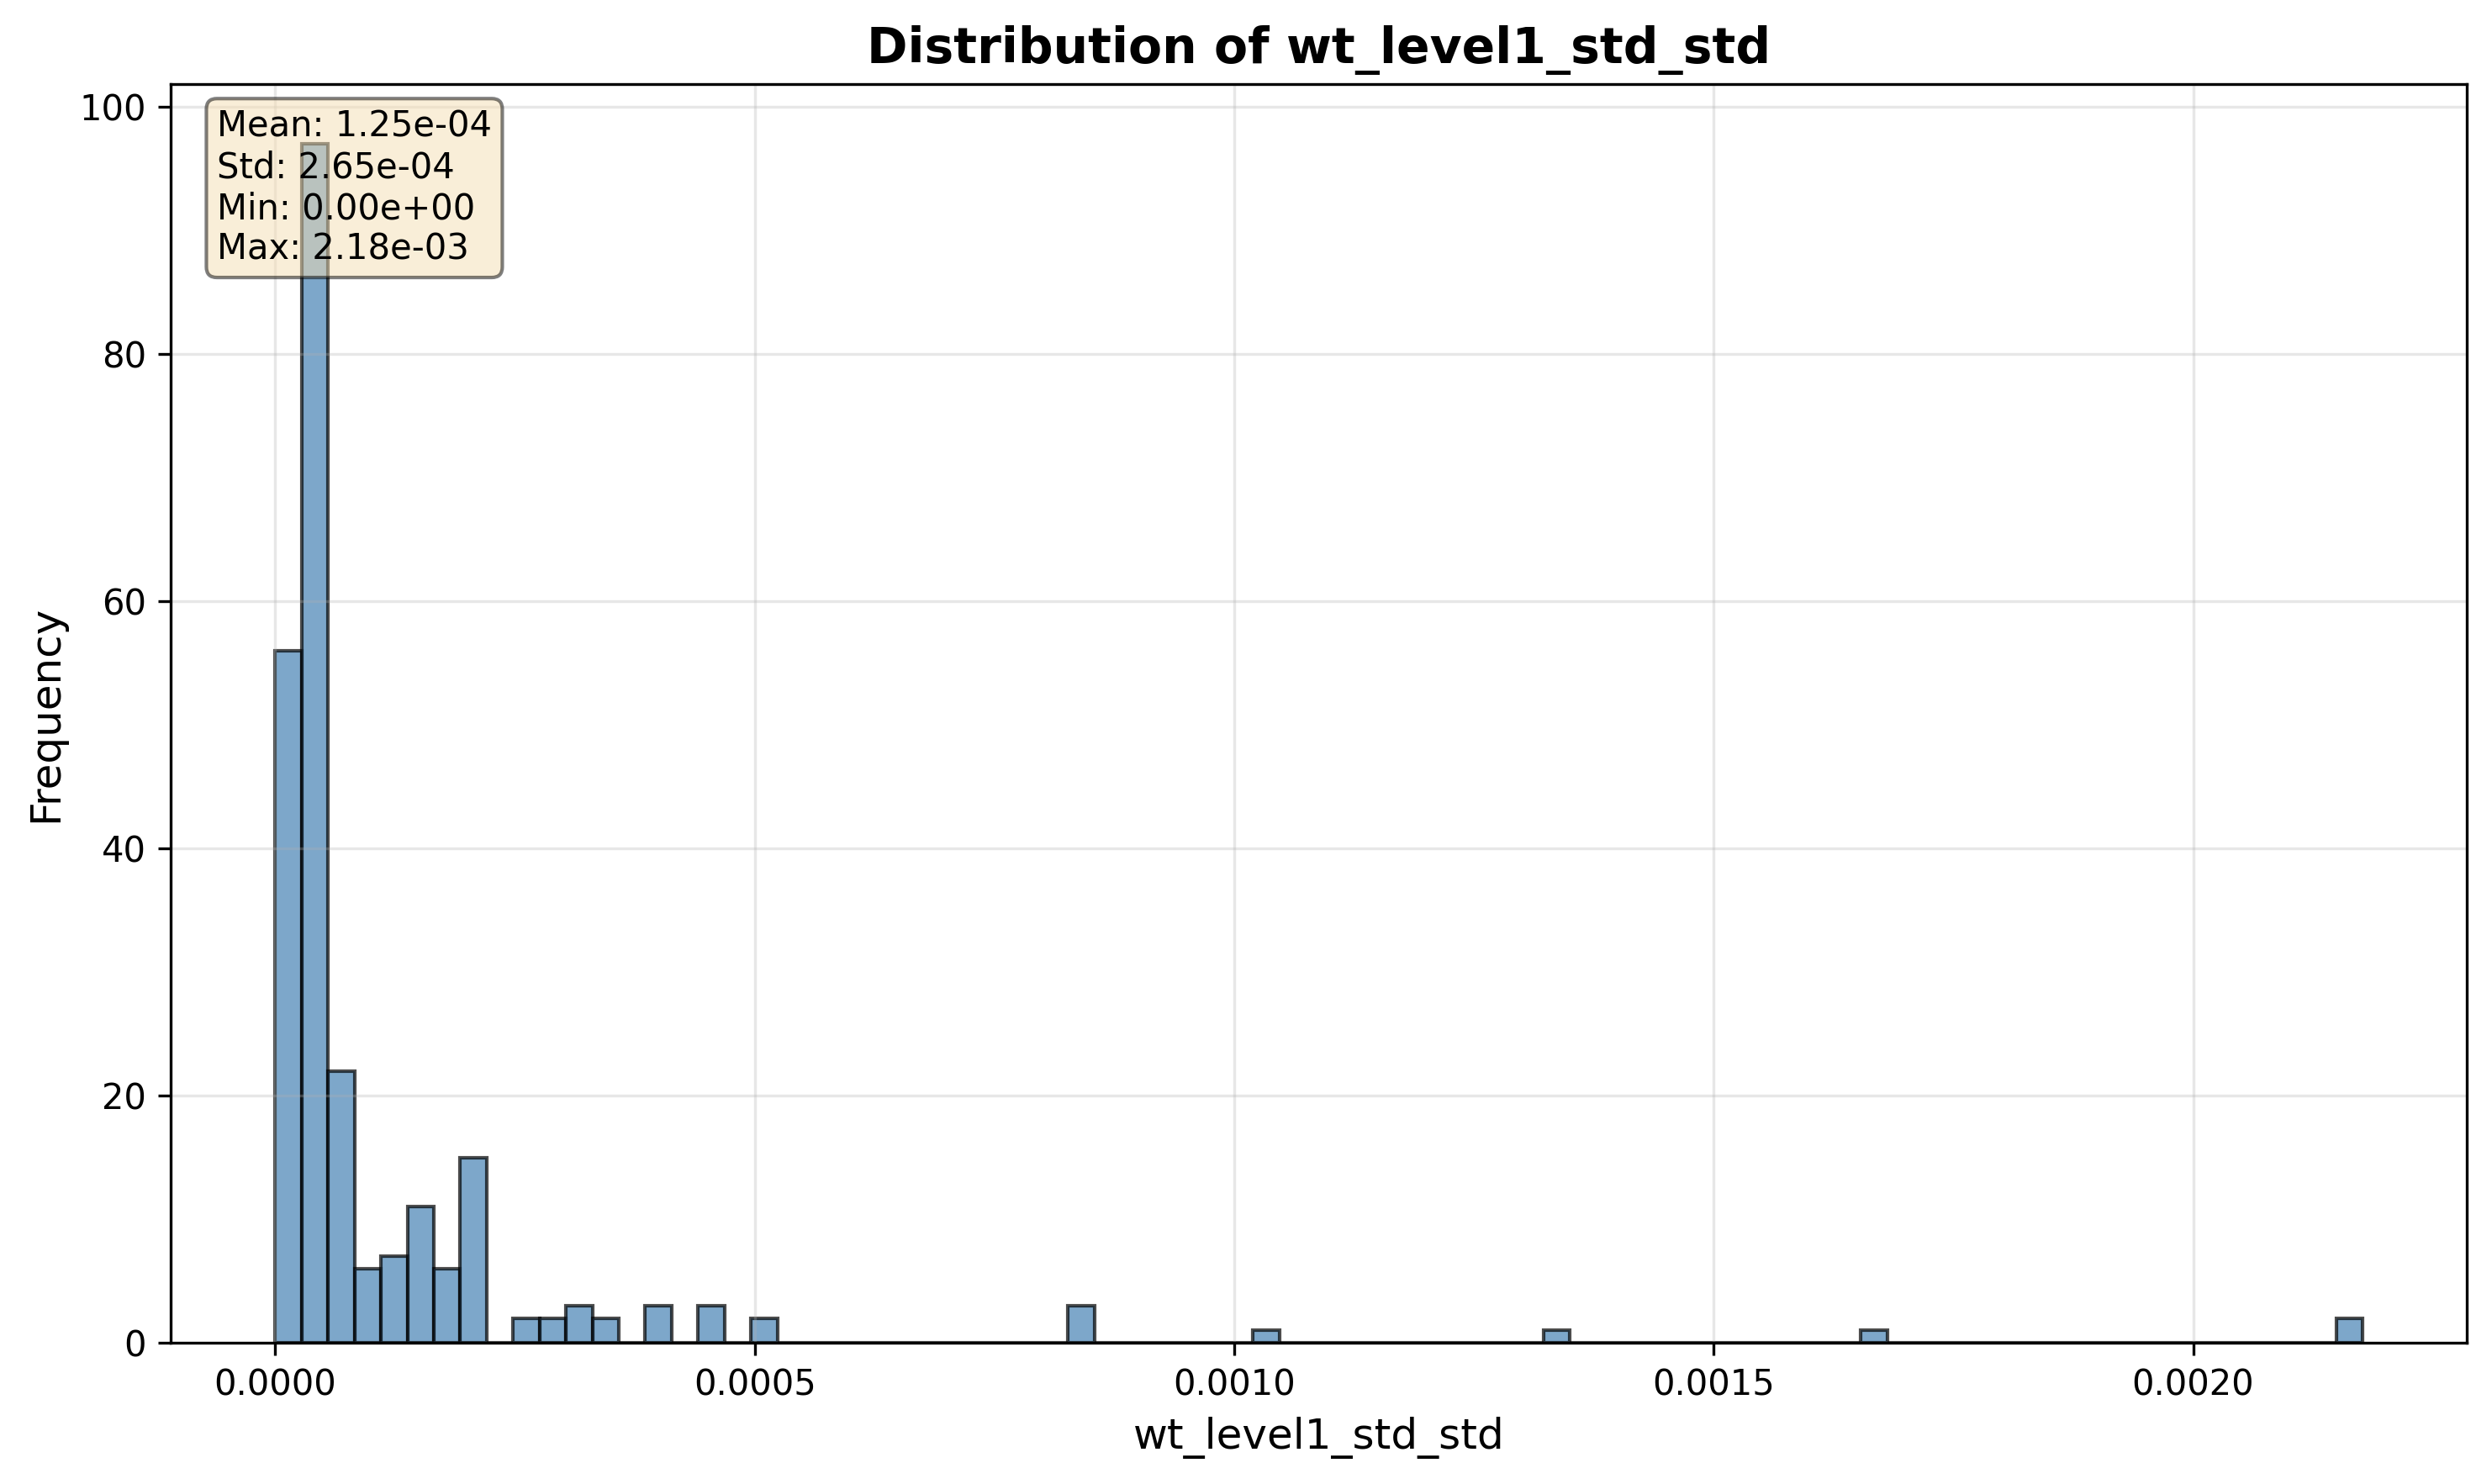 Distribution of wt_level1_std_std
Mean: 1.25e-04
Std: 2.65e-04
Min: 0.00e+00
Max: 2.18e-03
100
80
60
40
20
0
Frequency
0.0000 0.0005 0.0010 0.0015 0.0020
wt_level1_std_std